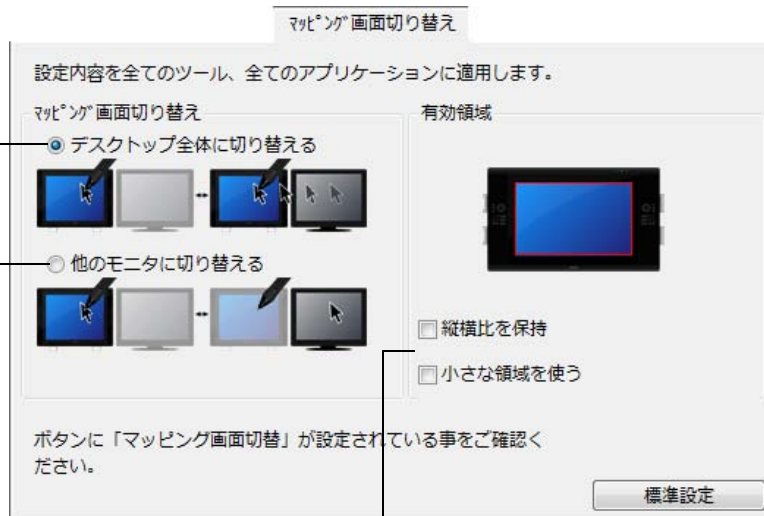 マッピング画面切り替え
設定内容を全てのツール、全てのアプリケーションに適用します。
マッピング画面切り替え
有効領域
デスクトップ全体に切り替える
他のモニタに切り替える
縦横比を保持
小さな領域を使う
ボタンに「マッピング画面切替」が設定されている事をご確認く
ださい。
標準設定